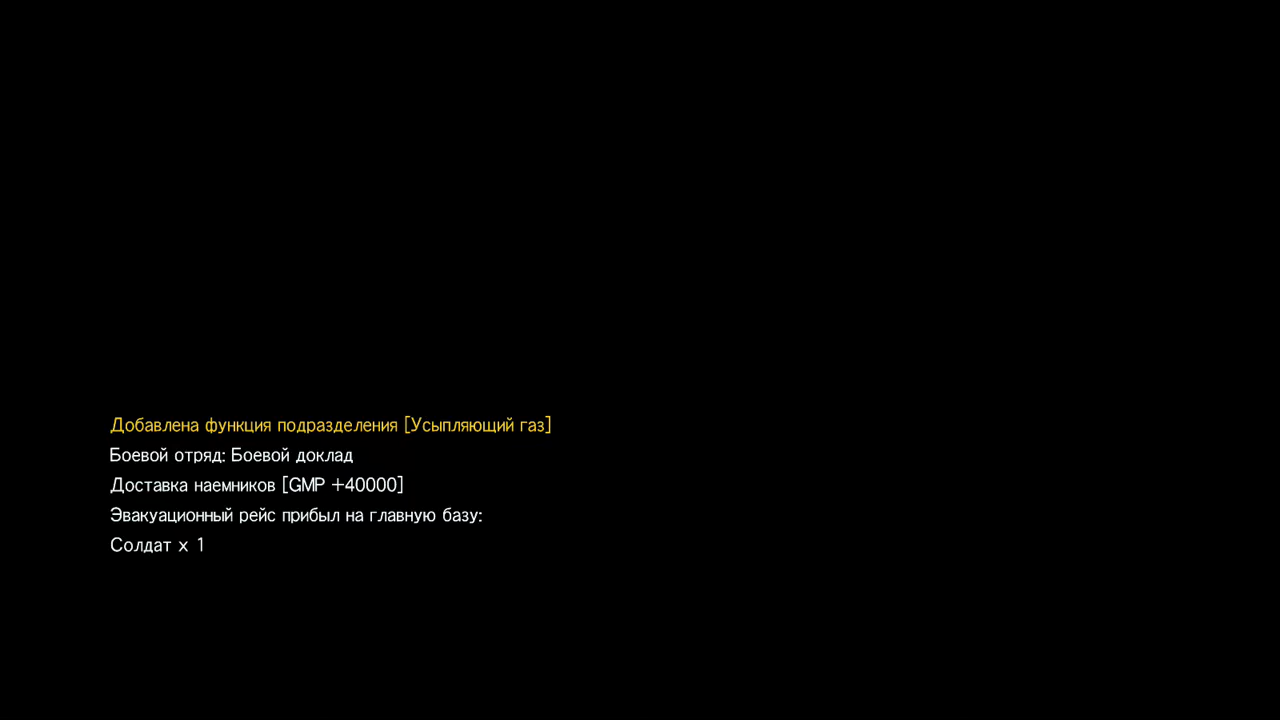 Добавлена функция подразделения [Усыпляющий газ]
Боевой отряд: Боевой доклад
Доставка наемников [GMP +40000]
Эвакуационный рейс прибыл на главную базу:
Солдат x 1